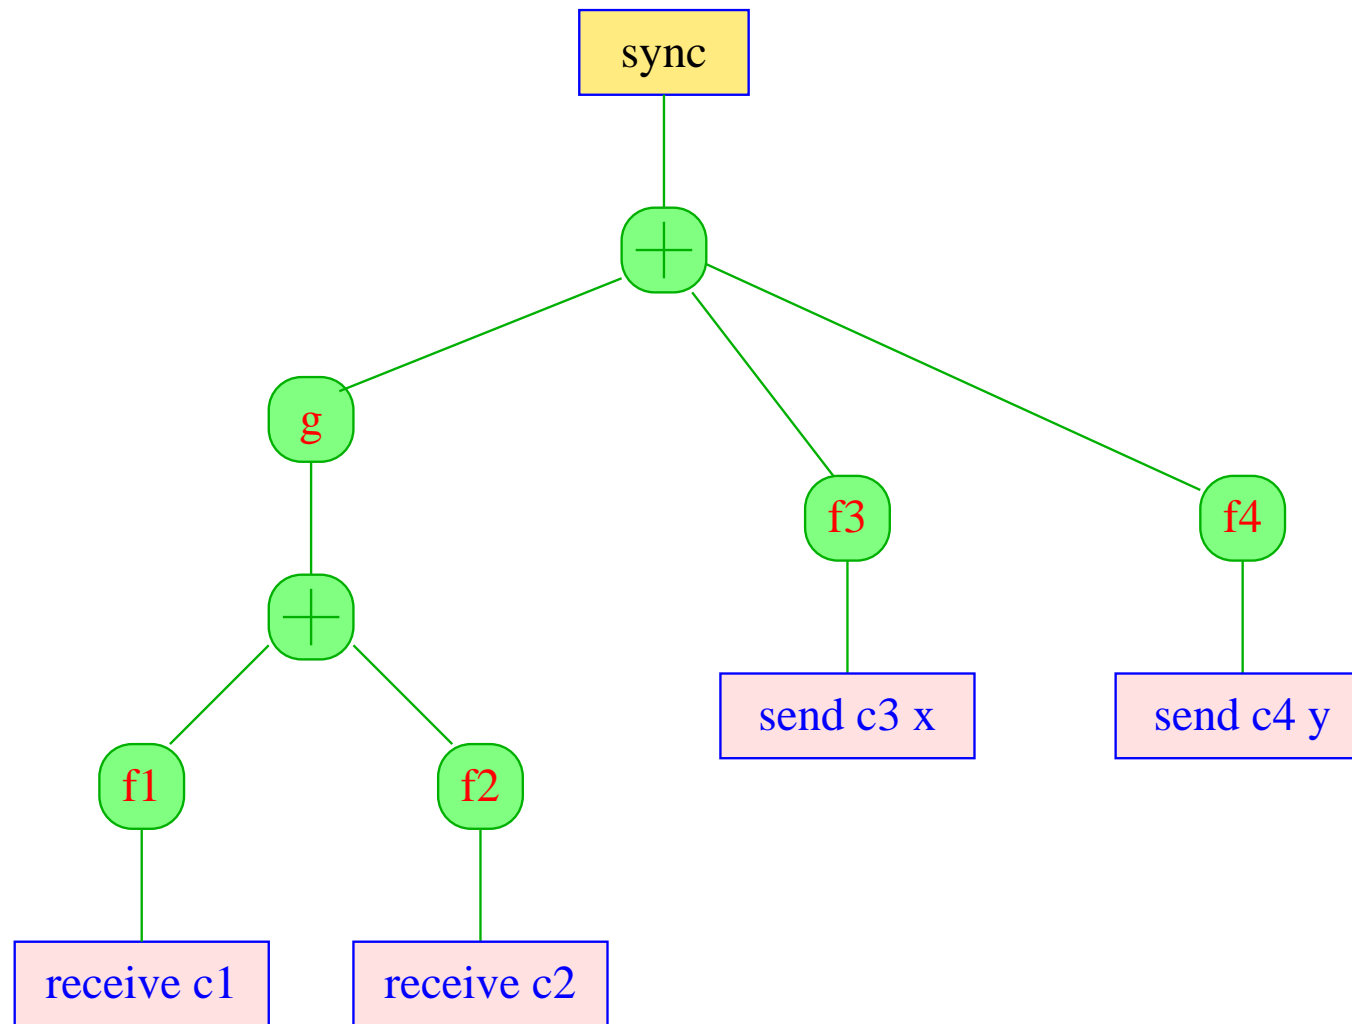 sync
g
f3
f4
send c3 x
send c4 y
f1
f2
receive c1
receive c2